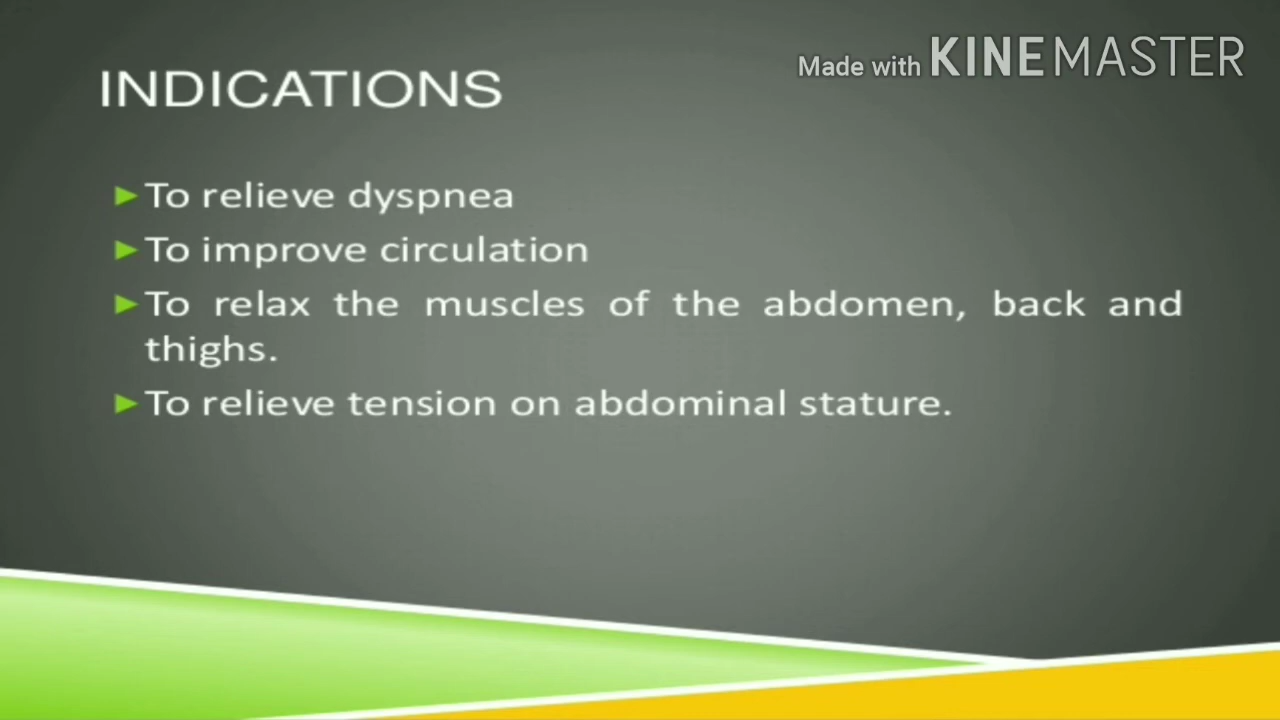 Made with KINEMASTER
INDICATIONS
To relieve dyspnea
To improve circulation
To relax the muscles of the abdomen, back and
thighs.
To relieve tension on abdominal stature.